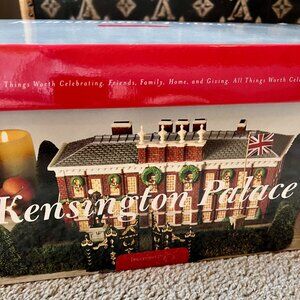 Things Worth Celebrating. Friends, Family, Home, and Giving. All Things Worth Cele
Kensington Palace